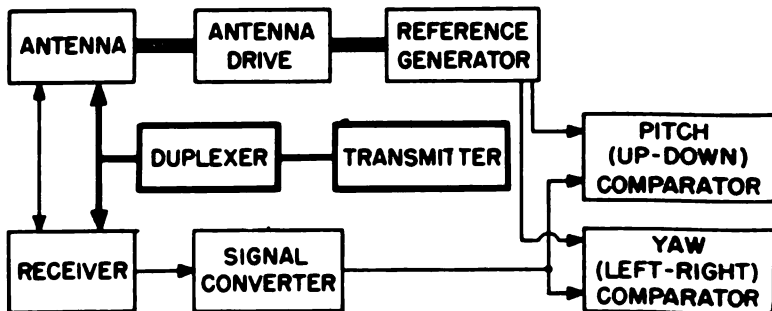 ANTENNA
ANTENNA
DRIVE
REFERENCE
GENERATOR
DUPLEXER
TRANSMITTER
PITCH
(UP-DOWN)
COMPARATOR
RECEIVER
SIGNAL
CONVERTER
YAW
(LEFT-RIGHT)
COMPARATOR